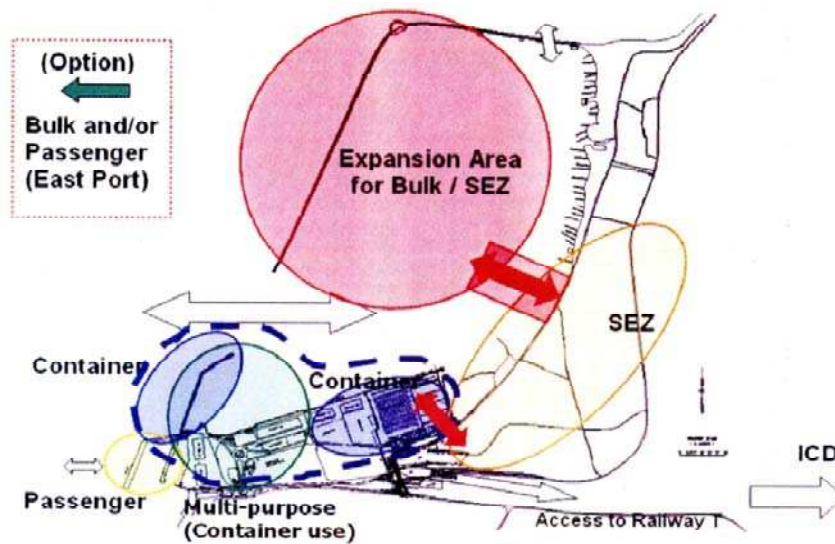 (Option)
Bulk and/or
Passenger
(East Port)
Expansion Area
for Bulk / SEZ
SEZ
Container
Container
Passenger
Multi-purpose
(Container use)
Access to Railway T
ICD